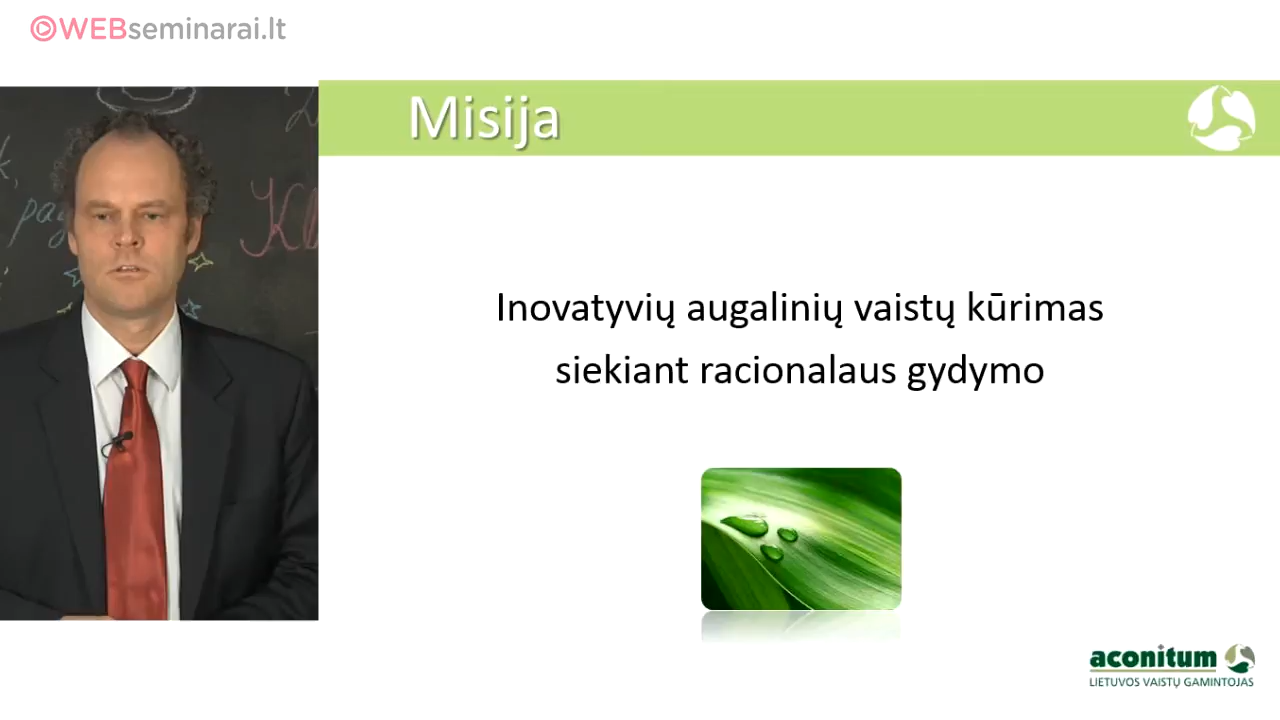 WEBseminarai.lt
Misija
Inovatyvių augalinių vaistų kūrimas
siekiant racionalaus gydymo
aconitum
LIETUVOS VAISTŲ GAMINTOJAS